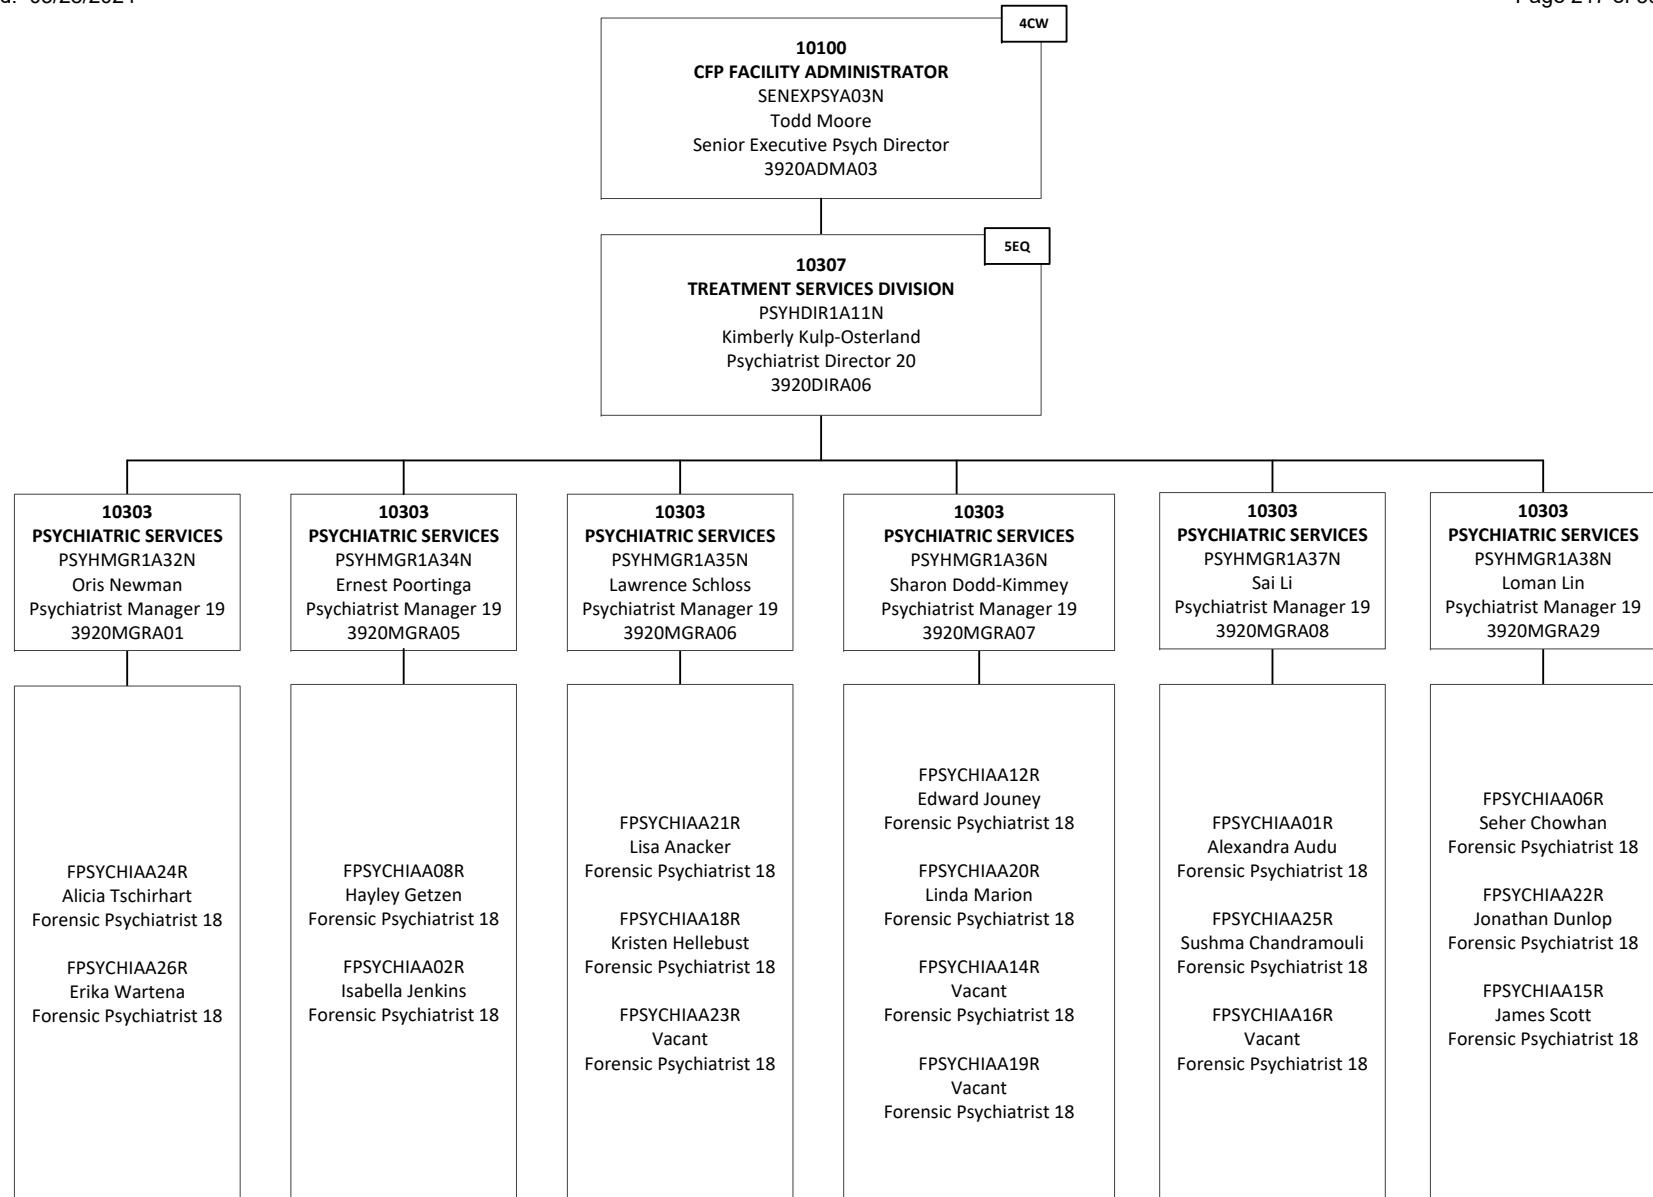 4CW
10100
CFP FACILITY ADMINISTRATOR
SENEXPSYA03N
Todd Moore
Senior Executive Psych Director
3920ADMA03
5EQ
10307
TREATMENT SERVICES DIVISION
PSYHDIR1A11N
Kimberly Kulp-Osterland
Psychiatrist Director 20
3920DIRA06
10303
PSYCHIATRIC SERVICES
PSYHMGR1A32N
Oris Newman
Psychiatrist Manager 19
3920MGRA01
10303
PSYCHIATRIC SERVICES
PSYHMGR1A34N
Ernest Poortinga
Psychiatrist Manager 19
3920MGRA05
10303
PSYCHIATRIC SERVICES
PSYHMGR1A35N
Lawrence Schloss
Psychiatrist Manager 19
3920MGRA06
10303
PSYCHIATRIC SERVICES
PSYHMGR1A36N
Sharon Dodd-Kimmey
Psychiatrist Manager 19
3920MGRA07
10303
PSYCHIATRIC SERVICES
PSYHMGR1A37N
Sai Li
Psychiatrist Manager 19
3920MGRA08
10303
PSYCHIATRIC SERVICES
PSYHMGR1A38N
Loman Lin
Psychiatrist Manager 19
3920MGRA29
FPSYCHIAA24R
Alicia Tschirhart
Forensic Psychiatrist 18
FPSYCHIAA26R
Erika Wartena
Forensic Psychiatrist 18
FPSYCHIAA08R
Hayley Getzen
Forensic Psychiatrist 18
FPSYCHIAA02R
Isabella Jenkins
Forensic Psychiatrist 18
FPSYCHIAA21R
Lisa Anacker
Forensic Psychiatrist 18
FPSYCHIAA18R
Kristen Hellebust
Forensic Psychiatrist 18
FPSYCHIAA23R
Vacant
Forensic Psychiatrist 18
FPSYCHIAA12R
Edward Jouney
Forensic Psychiatrist 18
FPSYCHIAA20R
Linda Marion
Forensic Psychiatrist 18
FPSYCHIAA14R
Vacant
Forensic Psychiatrist 18
FPSYCHIAA19R
Vacant
Forensic Psychiatrist 18
FPSYCHIAA01R
Alexandra Audu
Forensic Psychiatrist 18
FPSYCHIAA25R
Sushma Chandramouli
Forensic Psychiatrist 18
FPSYCHIAA16R
Vacant
Forensic Psychiatrist 18
FPSYCHIAA06R
Seher Chowhan
Forensic Psychiatrist 18
FPSYCHIAA22R
Jonathan Dunlop
Forensic Psychiatrist 18
FPSYCHIAA15R
James Scott
Forensic Psychiatrist 18